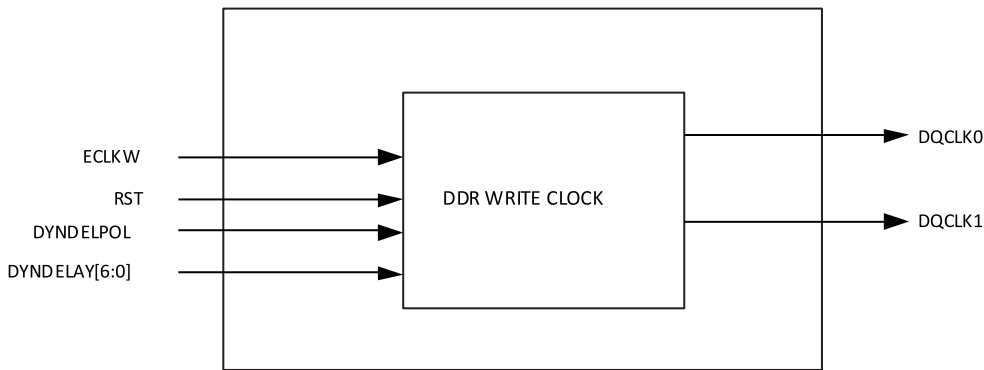 ECLKW
RST
DYNDELPOL
DYNDELAY[6:0]
DDR WRITE CLOCK
DQCLK0
DQCLK1